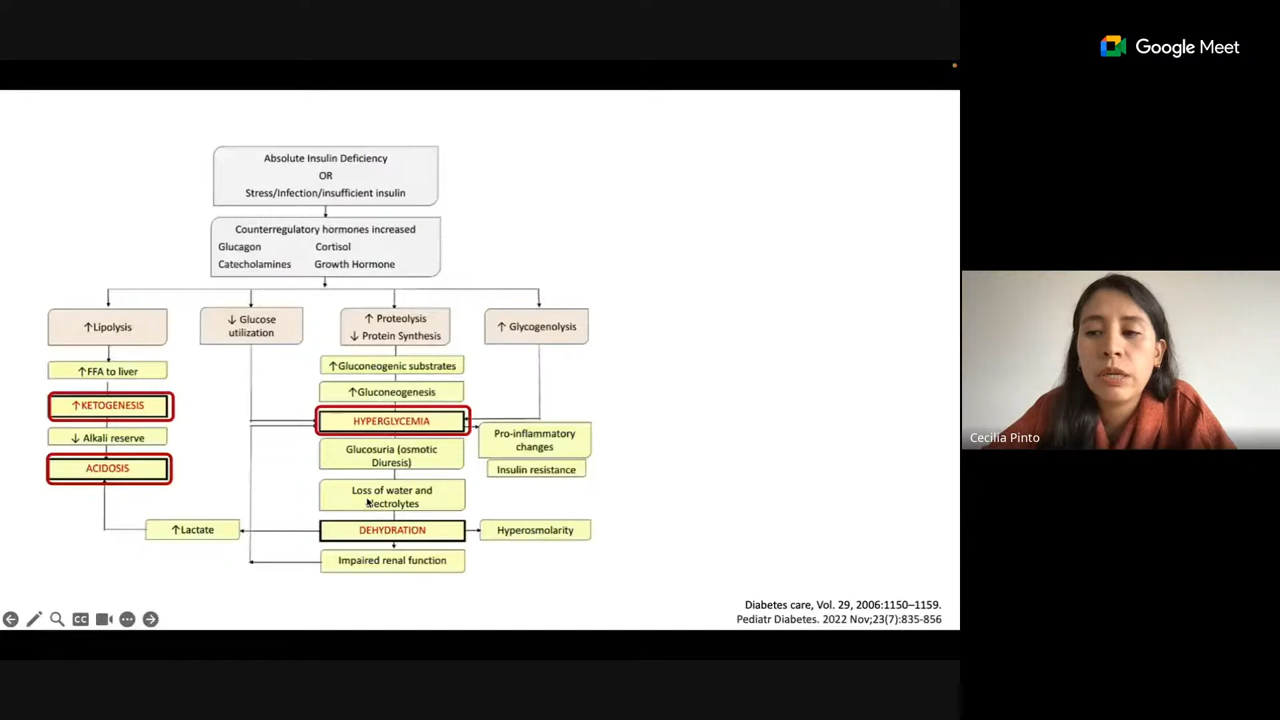 Google Meet
Absolute Insulin Deficiency
OR
Stress/Infection/insufficient insulin
Counterregulatory hormones increased
Glucagon Cortisol
Catecholamines Growth Hormone
↑Lipolysis
↓ Glucose
utilization
↑ Proteolysis
↓ Protein Synthesis
↑ Glycogenolysis
↑FFA to liver
↑KETOGENESIS
↓ Alkali reserve
ACIDOSIS
↑Gluconeogenic substrates
↑Gluconeogenesis
HYPERGLYCEMIA
Pro-inflammatory
changes
Insulin resistance
Glucosuria (osmotic
Diuresis)
Loss of water and
electrolytes
↑Lactate
DEHYDRATION
Hyperosmolarity
Impaired renal function
Diabetes care, Vol. 29, 2006:1150–1159.
Pediatr Diabetes. 2022 Nov;23(7):835-856
CC
Cecilia Pinto